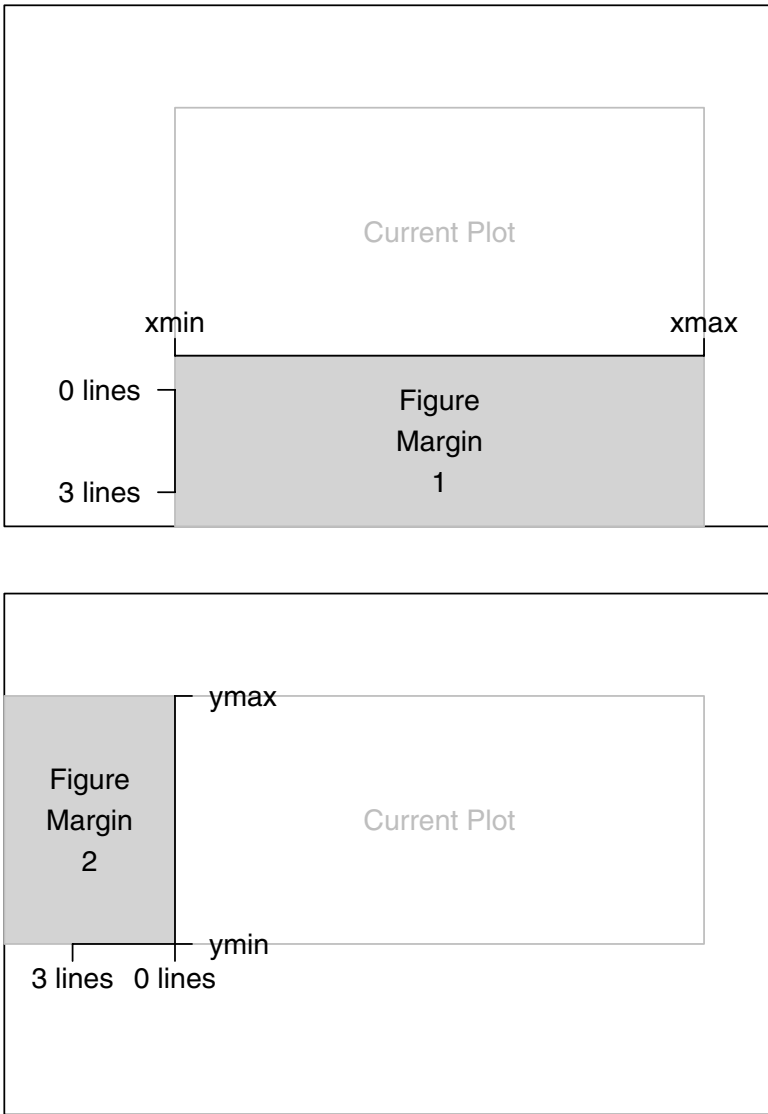 Current Plot
xmin
xmax
0 lines
Figure
Margin
1
3 lines
ymax
Figure
Margin
2
Current Plot
ymin
3 lines
0 lines